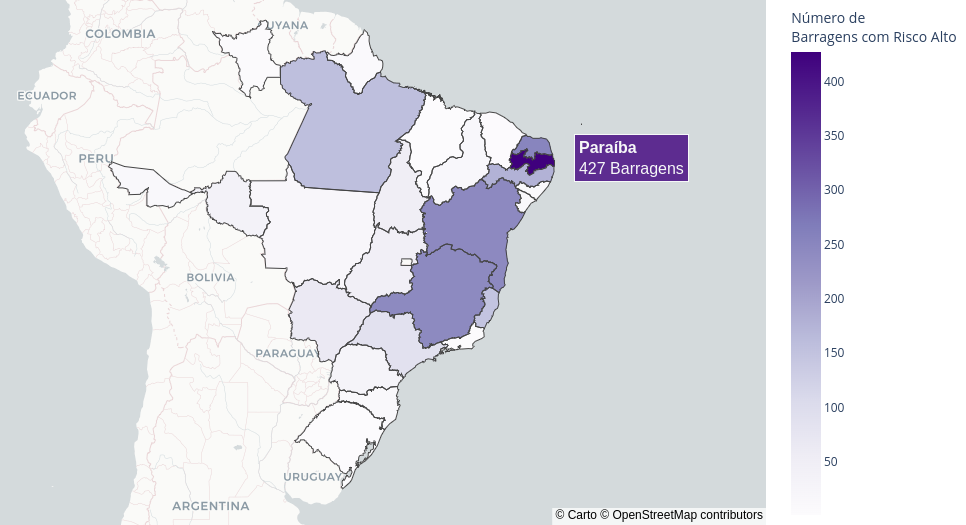 COLOMBIA
UYANA
ECUADOR
PERU
BOLIVIA
PARAGUAY
URUGUAY
ARGENTINA
Paraíba
427 Barragens
© Carto © OpenStreetMap contributors
Número de
Barragens com Risco Alto
400
350
300
250
200
150
100
50